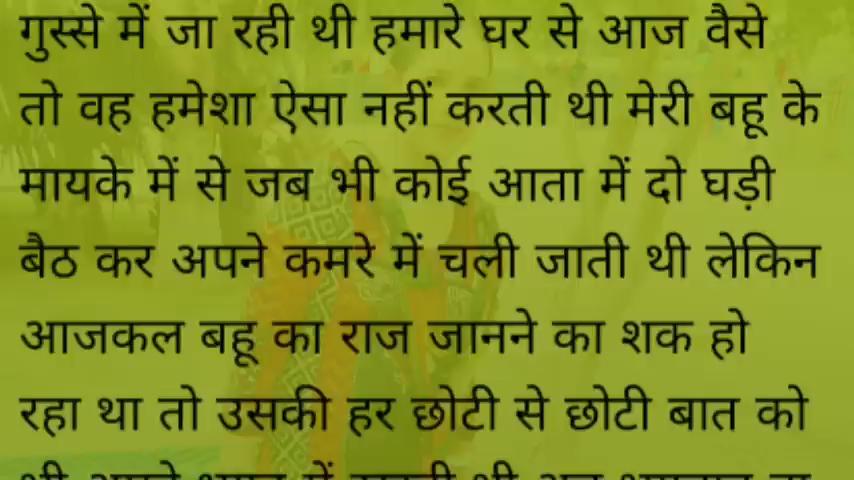 गुस्से में जा रही थी हमारे घर से आज वैसे
तो वह हमेशा ऐसा नहीं करती थी मेरी बहू के
मायके में से जब भी कोई आता में दो घड़ी
बैठ कर अपने कमरे में चली जाती थी लेकिन
आजकल बहू का राज जानने का शक हो
रहा था तो उसकी हर छोटी से छोटी बात को